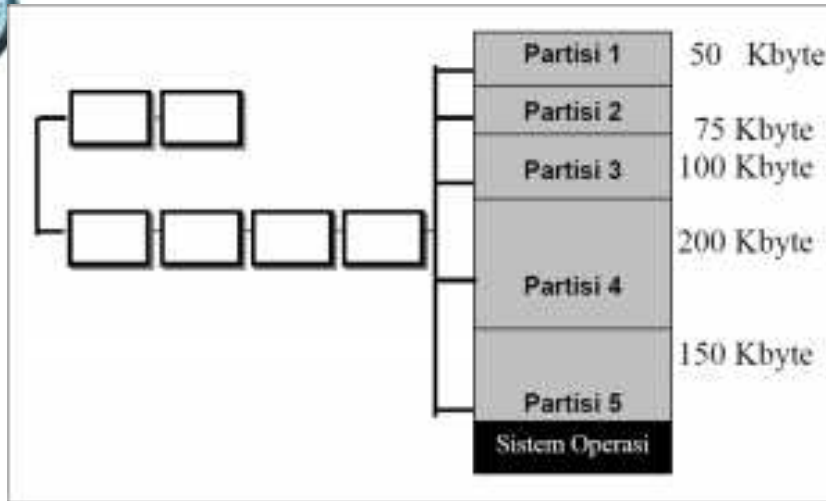 Partisi 1 50 Kbyte
Partisi 2
75 Kbyte
Partisi 3 100 Kbyte
200 Kbyte
Partisi 4
150 Kbyte
Partisi 5
Sistem Operasi